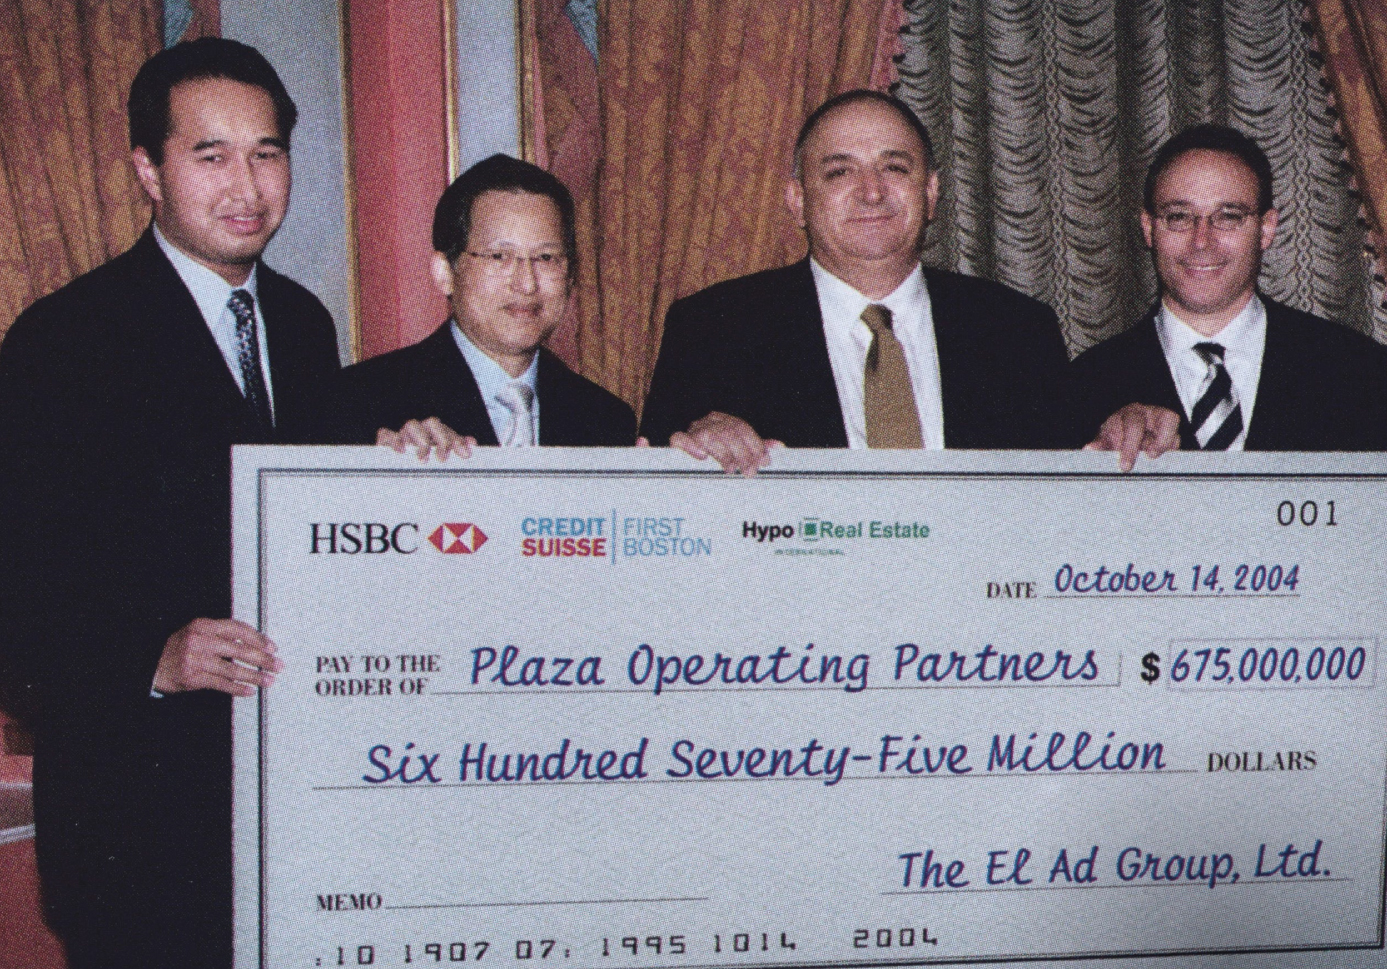 001
HSBC CREDIT SUISSE FIRST BOSTON Hypo Real Estate
INTERNATIONAL
DATE October 14, 2004
PAY TO THE ORDER OF Plaza Operating Partners $ 675,000,000
Six Hundred Seventy-Five Million DOLLARS
The El Ad Group, Ltd.
MEMO
:10 1907 07: 1995 1014 2004